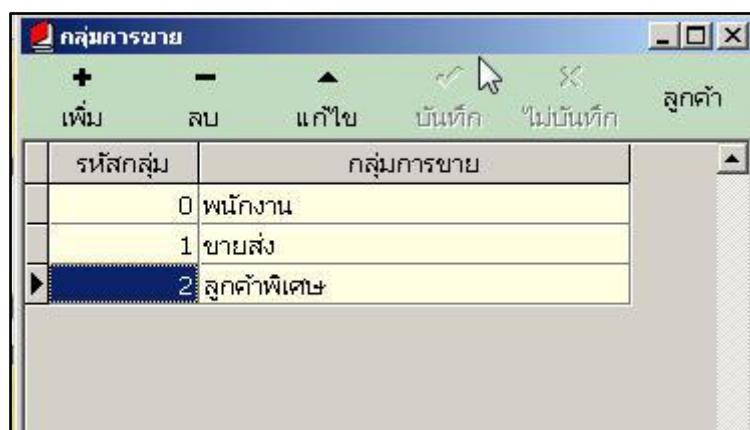 กลุ่มการขาย
เพิ่ม ลบ แก้ไข บันทึก ไม่บันทึก ลูกค้า
รหัสกลุ่ม กลุ่มการขาย
0 พนักงาน
1 ขายส่ง
2 ลูกค้าพิเศษ